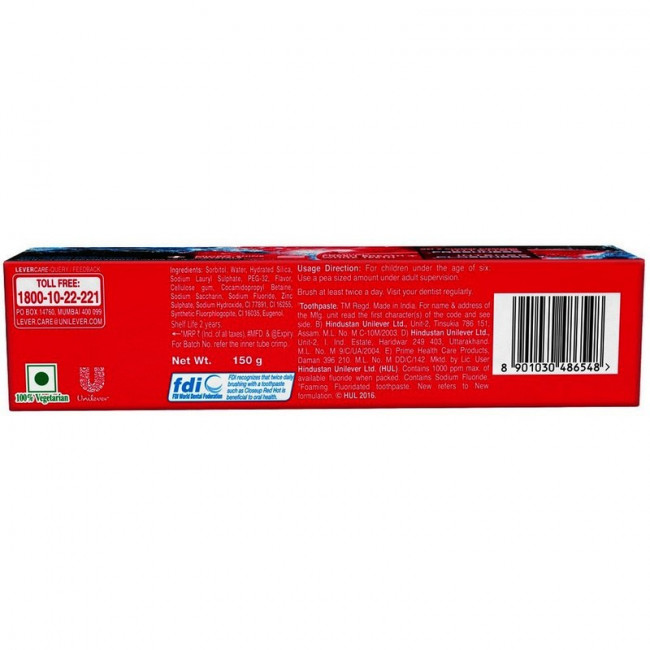 LEVERCARE-QUERY / FEEDBACK
TOLL FREE:
1800-10-22-221
PO BOX 14760, MUMBAI 400 099
LEVER.CARE@UNILEVER.COM
100% Vegetarian
Unilever
Ingredients: Sorbitol, Water, Hydrated Silica,
Sodium Lauryl Sulphate, PEG-32, Flavor,
Cellulose gum, Cocamidopropyl Betaine,
Sodium Saccharin, Sodium Fluoride, Zinc
Sulphate, Sodium Hydroxide, CI 77891, CI 16255,
Synthetic Fluorphlogopite, CI 16035, Eugenol.
Shelf Life 2 years.
*MRP ₹ (Incl. of all taxes), #MFD. & @Expiry
For Batch No. refer the inner tube crimp.
Net Wt. 150 g
fdi
FDI World Dental Federation
FDI recognizes that twice daily
brushing with a toothpaste
such as Closeup Red Hot is
beneficial to oral health.
Usage Direction: For children under the age of six:
Use a pea sized amount under adult supervision.
Brush at least twice a day. Visit your dentist regularly.
*Toothpaste. TM Regd. Made in India. For name & address of
the Mfg. unit read the first character(s) of the code and see
side. B) Hindustan Unilever Ltd., Unit-2, Tinsukia 786 151,
Assam. M.L. No M C-10M/2003. D) Hindustan Unilever Ltd.,
Unit-2, I. Ind. Estate, Haridwar 249 403, Uttarakhand.
M.L. No. M 9/C/UA/2004. E) Prime Health Care Products,
Daman 396 210. M.L. No. M DD/C/142. Mktd. by Lic User
Hindustan Unilever Ltd. (HUL). Contains 1000 ppm max. of
available fluoride when packed. Contains Sodium Fluoride.
"Foaming Fluoridated toothpaste. New refers to New
formulation. © HUL 2016.
8 901030 486548 >